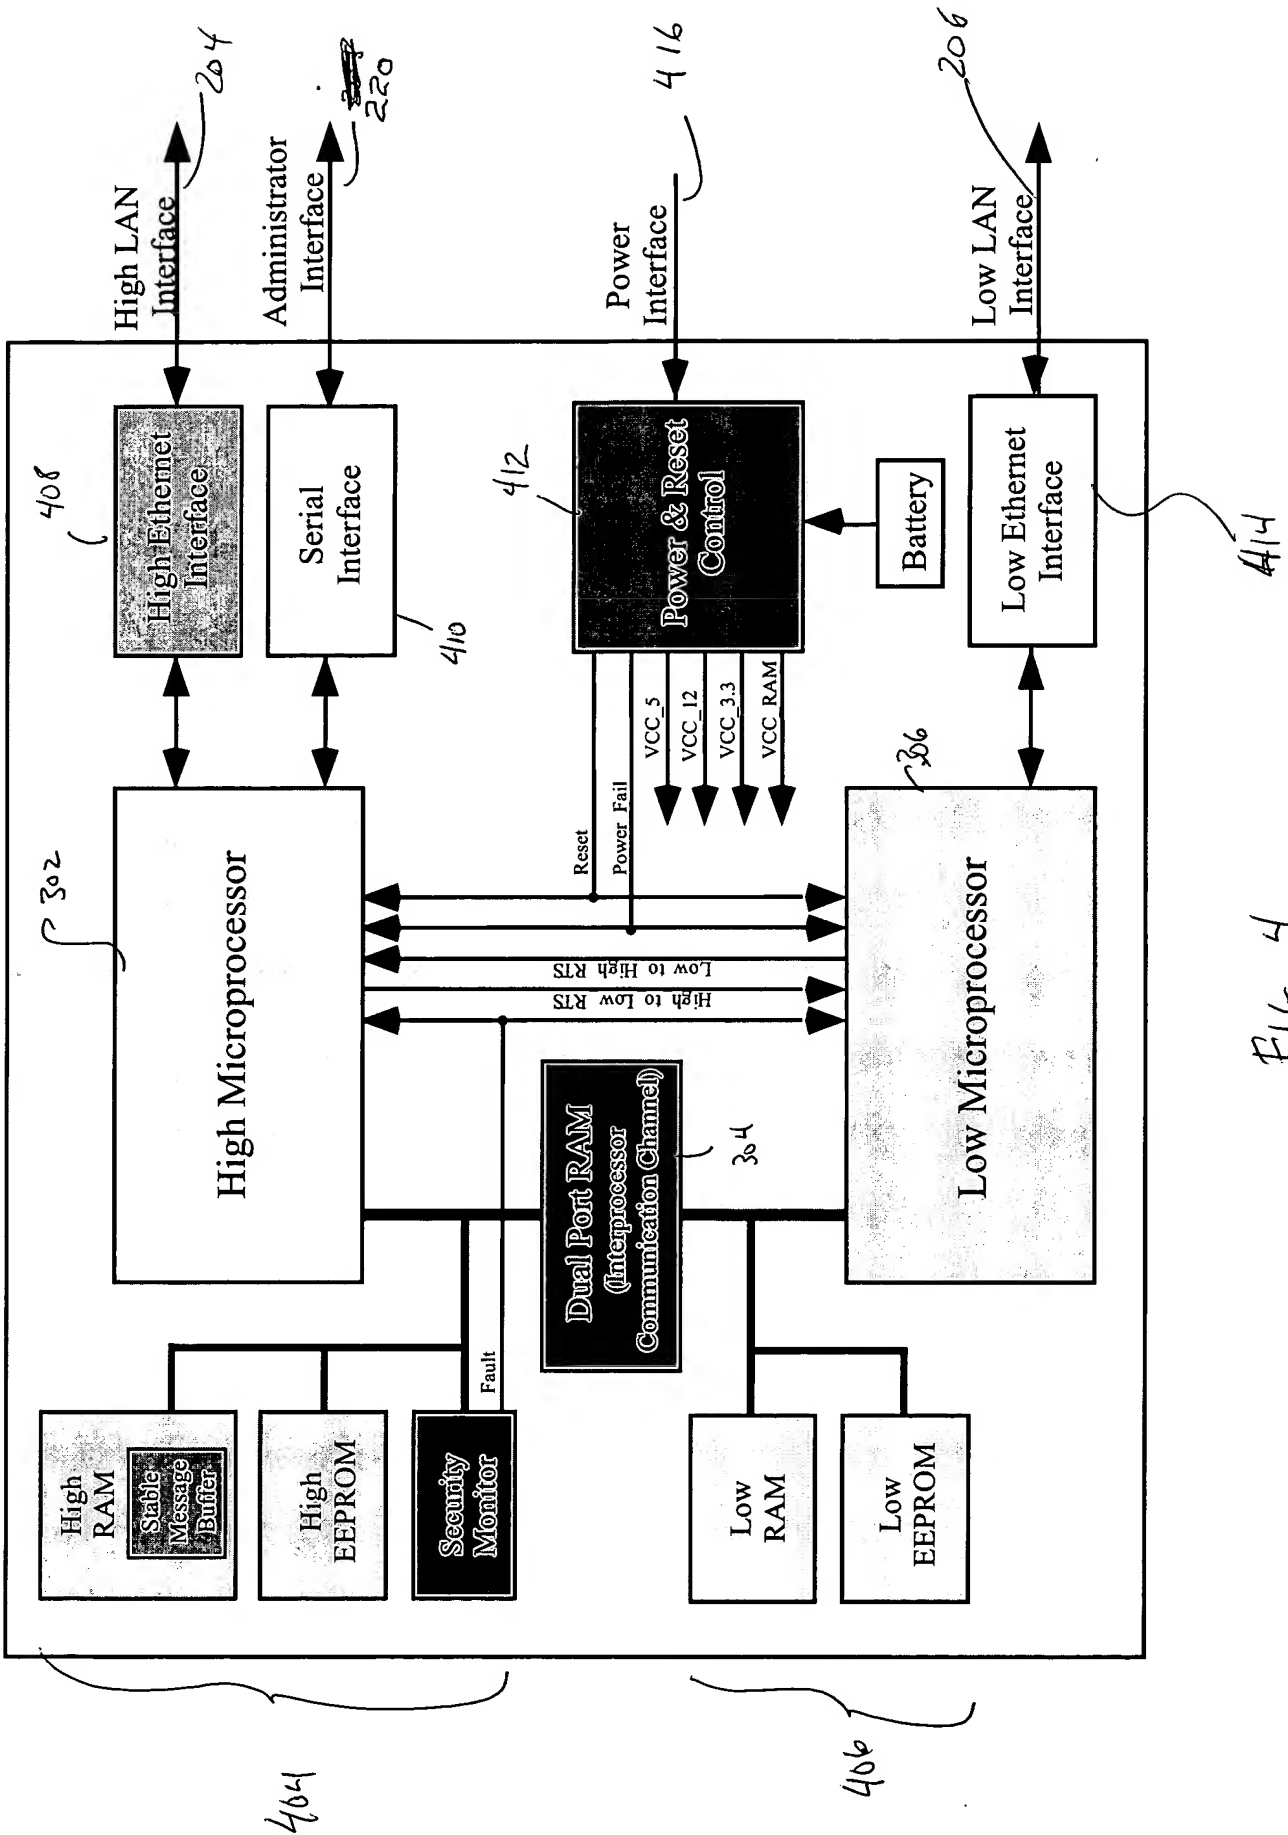 High LAN
Interface
204
Administrator
Interface
220
Power
Interface
416
Low LAN
Interface
206
408
High Ethernet
Interface
Serial
Interface
410
412
Power & Reset
Control
Battery
Low Ethernet
Interface
414
Reset
Power Fail
VCC_5
VCC_12
VCC_3.3
VCC_RAM
302
High Microprocessor
306
Low Microprocessor
Low to High RTS
High to Low RTS
Dual Port RAM
(Interprocessor
Communication Channel)
304
Fault
High
RAM
Stable
Message
Buffer
High
EEPROM
Security
Monitor
Low
RAM
Low
EEPROM
404
406
FIG 4